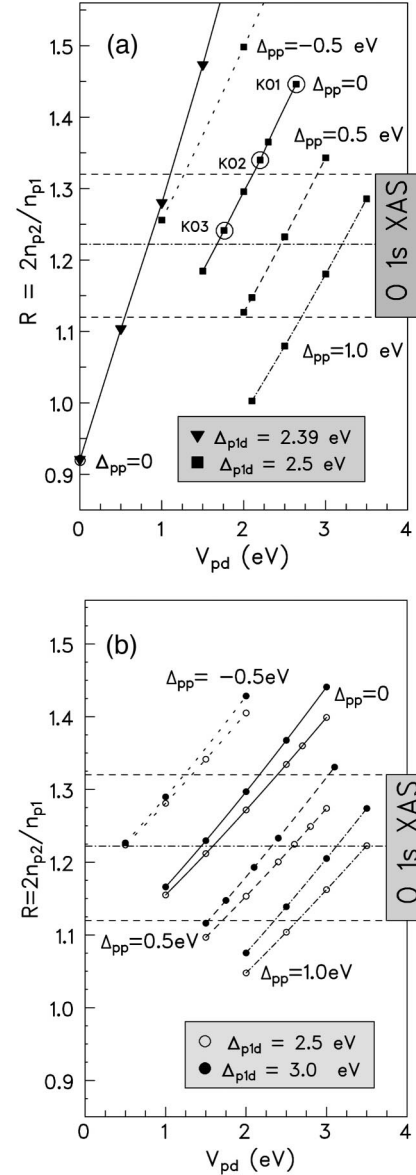 (a)
Δpp=−0.5 eV
KO1
Δpp=0
Δpp=0.5 eV
KO2
KO3
Δpp=1.0 eV
Δpp=0
Δp1d = 2.39 eV
Δp1d = 2.5 eV
O 1s XAS
1.5
1.4
1.3
1.2
1.1
1.0
0.9
R = 2np2/np1
0 1 2 3 4
Vpd (eV)
(b)
Δpp= −0.5eV
Δpp=0
Δpp=0.5eV
Δpp=1.0eV
Δp1d = 2.5 eV
Δp1d = 3.0 eV
O 1s XAS
1.5
1.4
1.3
1.2
1.1
1.0
0.9
R=2np2/np1
0 1 2 3 4
Vpd (eV)